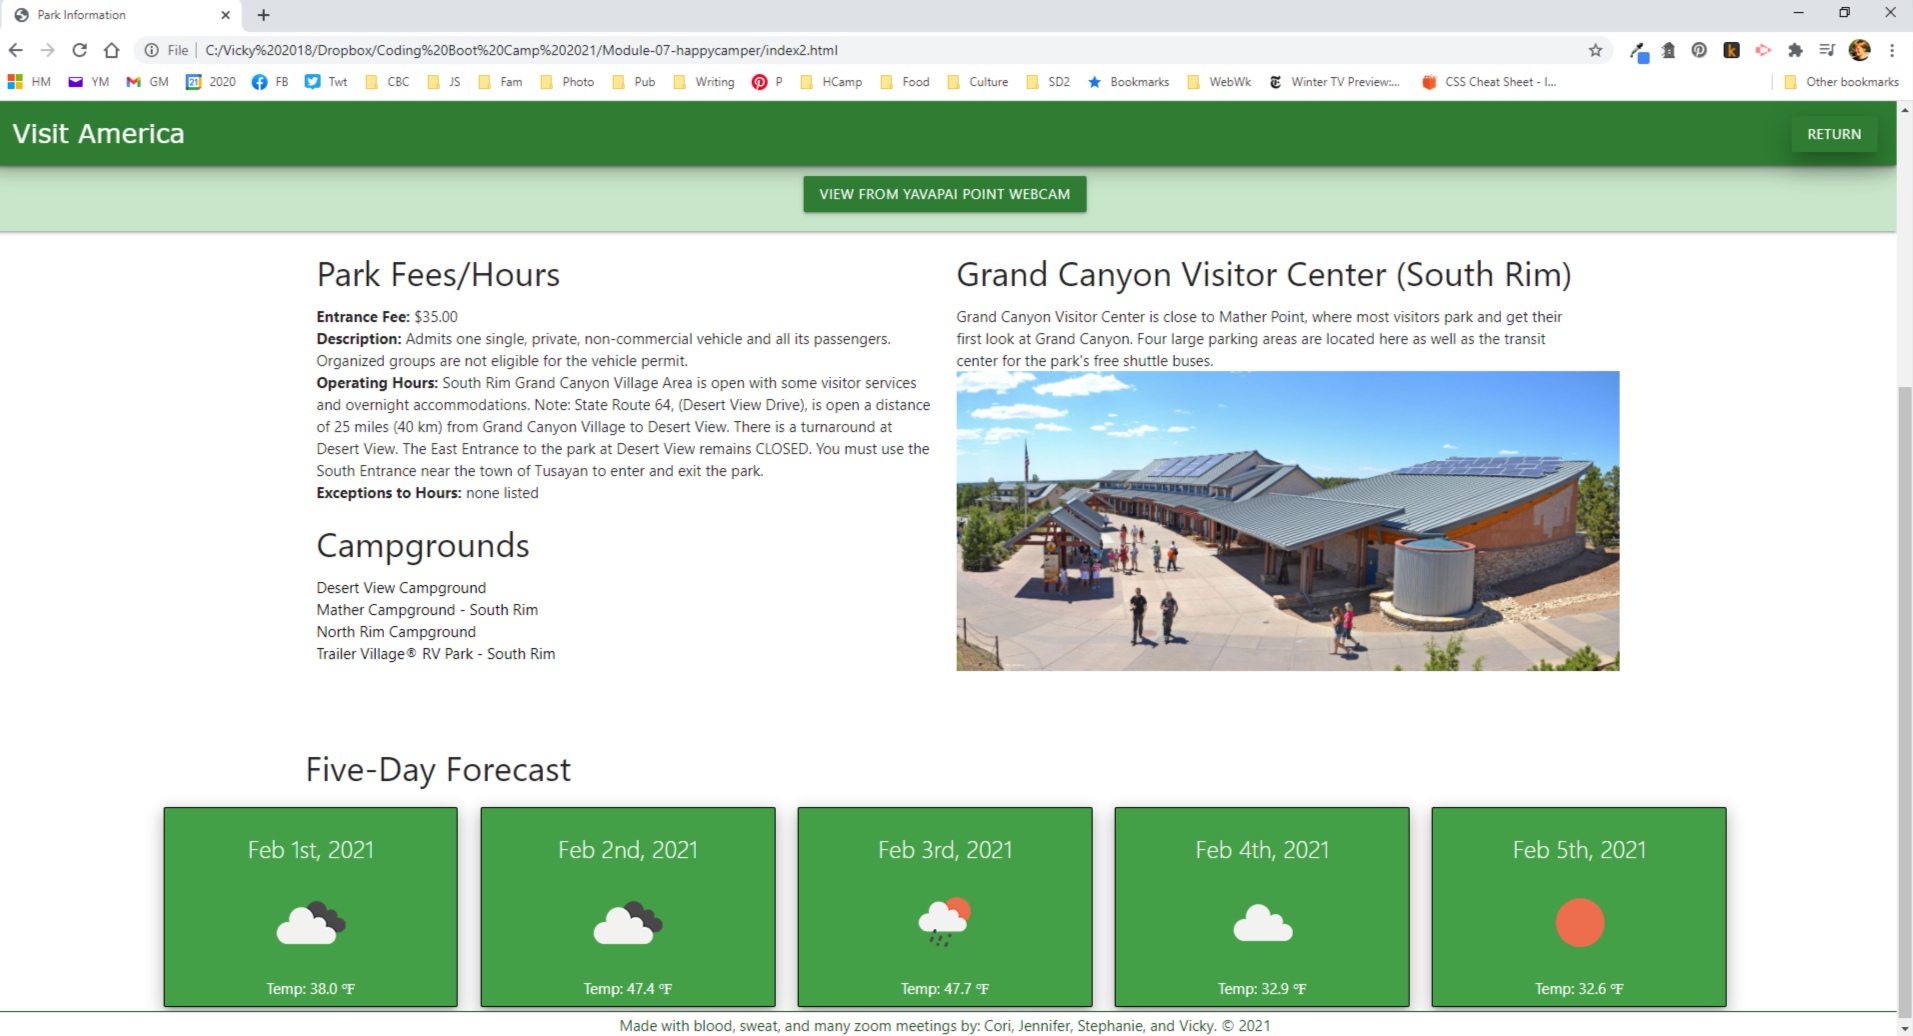 Park Information
File C:/Vicky%202018/Dropbox/Coding%20Boot%20Camp%202021/Module-07-happycamper/index2.html
HM YM GM 2020 FB Twt CBC JS Fam Photo Pub Writing P HCamp Food Culture SD2 Bookmarks WebWk Winter TV Preview:... CSS Cheat Sheet - I... Other bookmarks
Visit America
RETURN
VIEW FROM YAVAPAI POINT WEBCAM
Park Fees/Hours
Entrance Fee: $35.00
Description: Admits one single, private, non-commercial vehicle and all its passengers.
Organized groups are not eligible for the vehicle permit.
Operating Hours: South Rim Grand Canyon Village Area is open with some visitor services
and overnight accommodations. Note: State Route 64, (Desert View Drive), is open a distance
of 25 miles (40 km) from Grand Canyon Village to Desert View. There is a turnaround at
Desert View. The East Entrance to the park at Desert View remains CLOSED. You must use the
South Entrance near the town of Tusayan to enter and exit the park.
Exceptions to Hours: none listed
Campgrounds
Desert View Campground
Mather Campground - South Rim
North Rim Campground
Trailer Village® RV Park - South Rim
Grand Canyon Visitor Center (South Rim)
Grand Canyon Visitor Center is close to Mather Point, where most visitors park and get their
first look at Grand Canyon. Four large parking areas are located here as well as the transit
center for the park's free shuttle buses.
Five-Day Forecast
Feb 1st, 2021
Temp: 38.0 ℉
Feb 2nd, 2021
Temp: 47.4 ℉
Feb 3rd, 2021
Temp: 47.7 ℉
Feb 4th, 2021
Temp: 32.9 ℉
Feb 5th, 2021
Temp: 32.6 ℉
Made with blood, sweat, and many zoom meetings by: Cori, Jennifer, Stephanie, and Vicky. © 2021